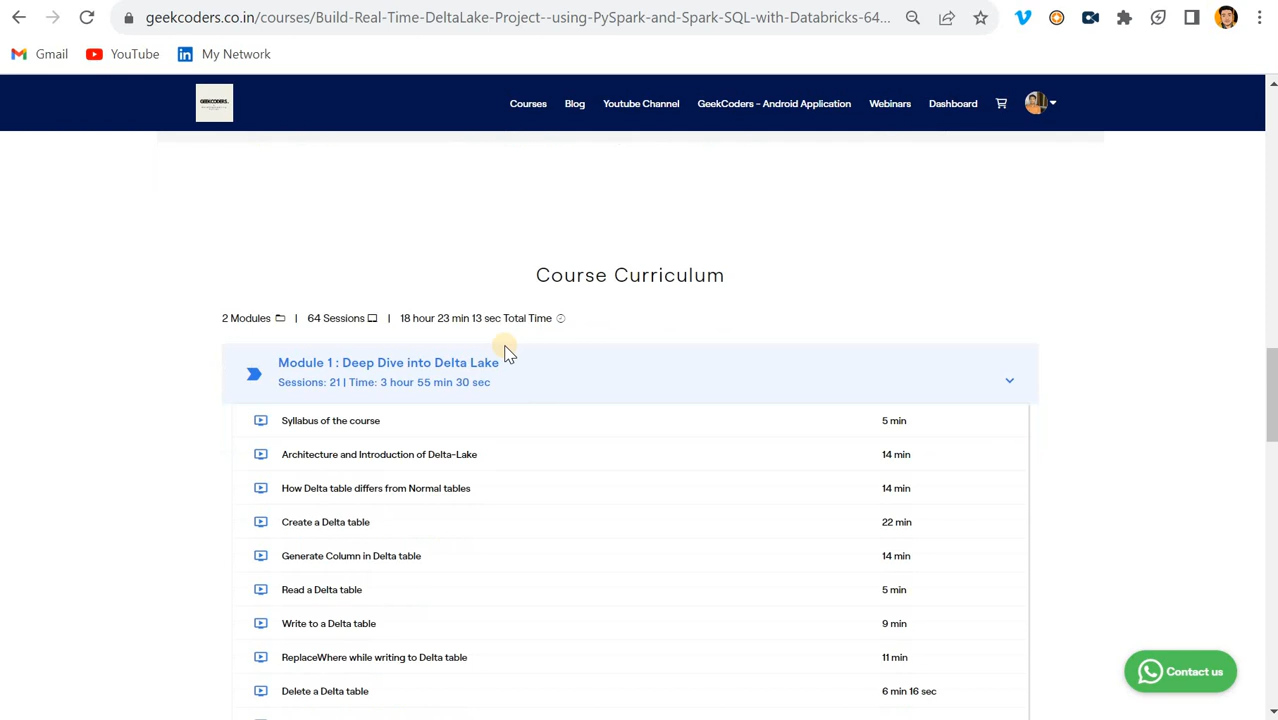 geekcoders.co.in/courses/Build-Real-Time-DeltaLake-Project--using-PySpark-and-Spark-SQL-with-Databricks-64...
Gmail YouTube My Network
GEEKCODERS.
Courses Blog Youtube Channel GeekCoders - Android Application Webinars Dashboard
Course Curriculum
2 Modules | 64 Sessions | 18 hour 23 min 13 sec Total Time
Module 1 : Deep Dive into Delta Lake
Sessions: 21 | Time: 3 hour 55 min 30 sec
Syllabus of the course 5 min
Architecture and Introduction of Delta-Lake 14 min
How Delta table differs from Normal tables 14 min
Create a Delta table 22 min
Generate Column in Delta table 14 min
Read a Delta table 5 min
Write to a Delta table 9 min
ReplaceWhere while writing to Delta table 11 min
Delete a Delta table 6 min 16 sec
Contact us